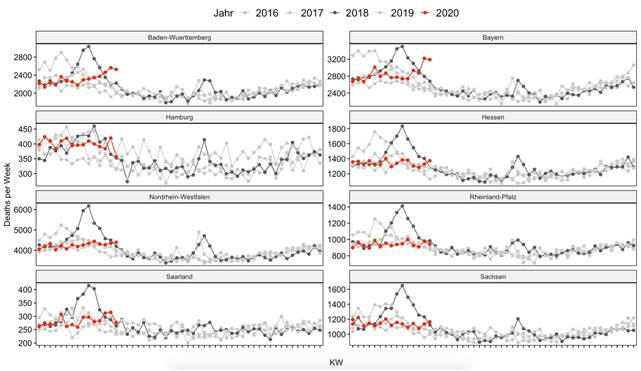 Jahr 2016 2017 2018 2019 2020
Baden-Wuerttemberg
Bayern
2800
2400
2000
3200
2800
2400
Hamburg
Hessen
450
400
350
300
1800
1600
1400
1200
Deaths per Week
Nordrhein-Westfalen
Rheinland-Pfalz
6000
5000
4000
1400
1200
1000
800
Saarland
Sachsen
400
350
300
250
200
1600
1400
1200
1000
KW